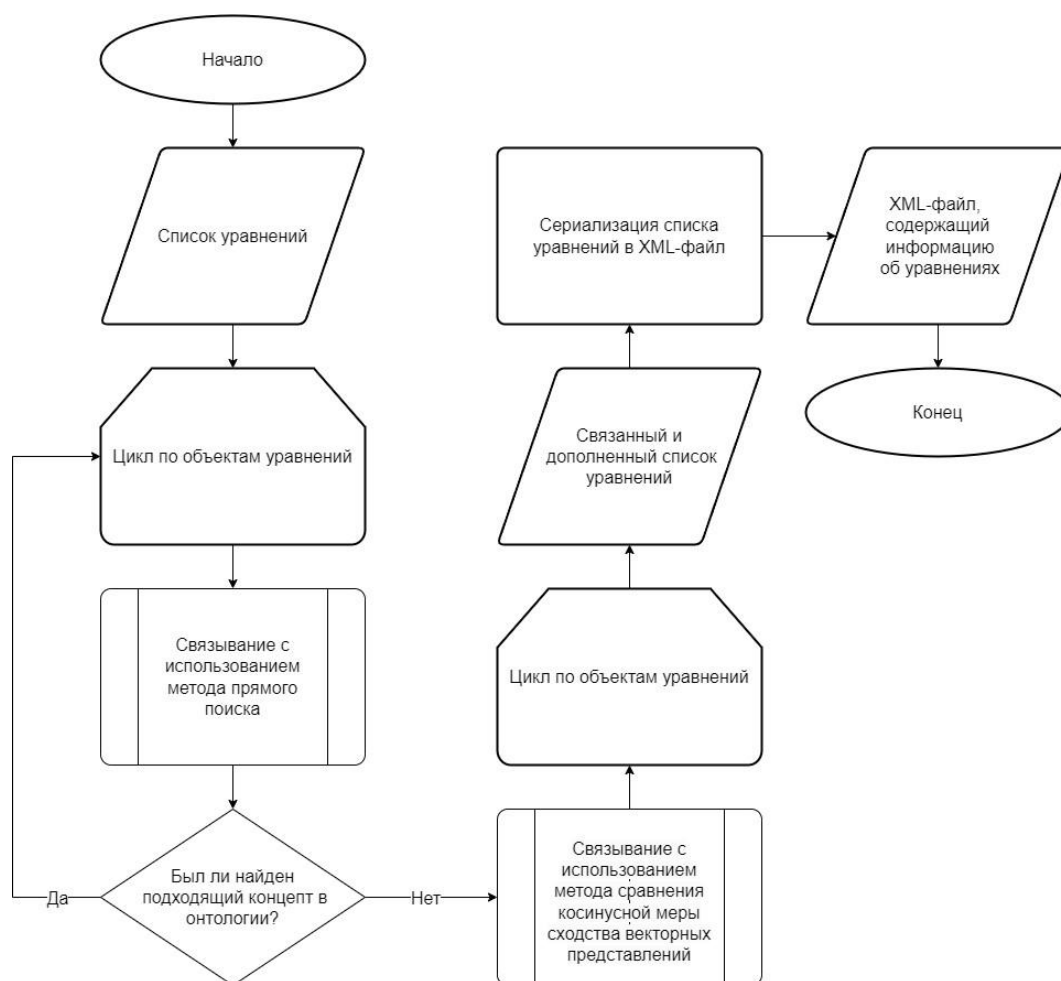 Начало
Список уравнений
Цикл по объектам уравнений
Связывание с
использованием
метода прямого
поиска
Был ли найден
подходящий концепт в
онтологии?
Да
Нет
Связывание с
использованием
метода сравнения
косинусной меры
сходства векторных
представлений
Цикл по объектам уравнений
Связанный и
дополненный список
уравнений
Сериализация списка
уравнений в XML-файл
XML-файл,
содержащий
информацию
об уравнениях
Конец